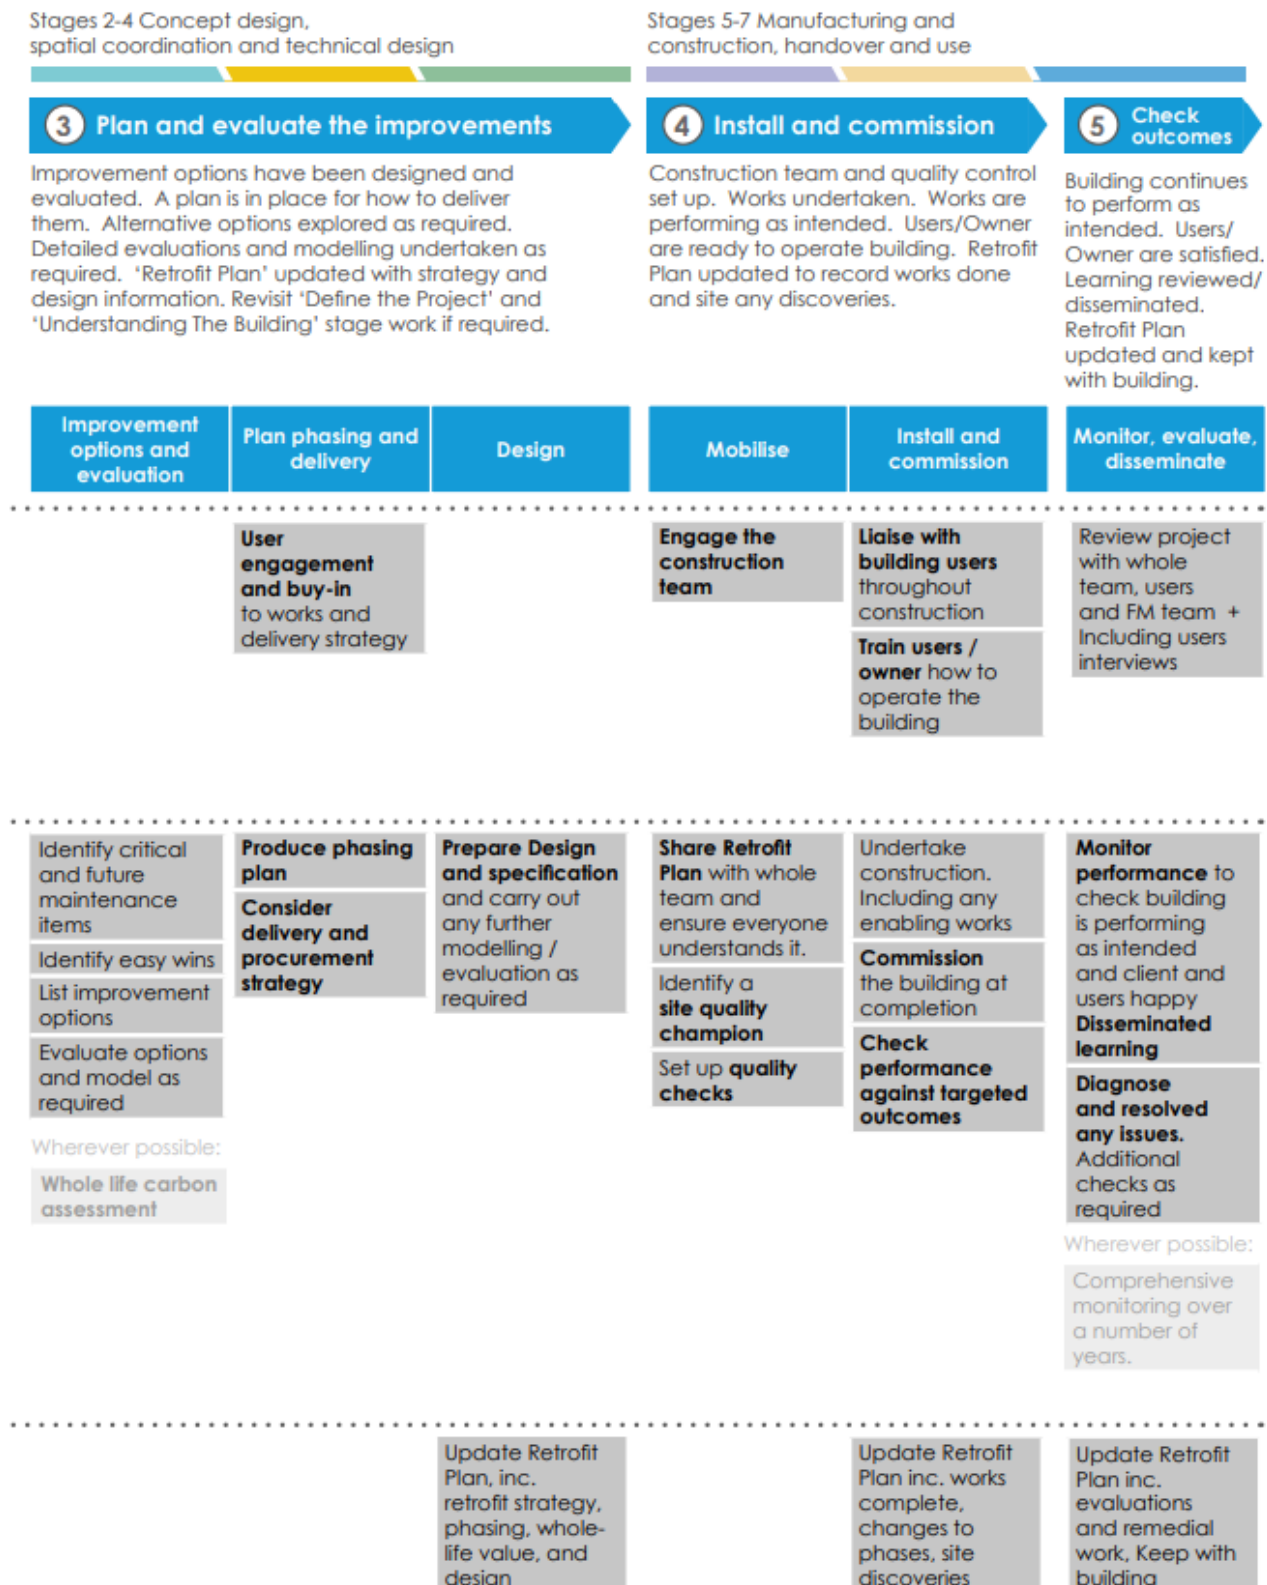 Stages 2-4 Concept design,
spatial coordination and technical design
Stages 5-7 Manufacturing and
construction, handover and use
3 Plan and evaluate the improvements
Improvement options have been designed and
evaluated. A plan is in place for how to deliver
them. Alternative options explored as required.
Detailed evaluations and modelling undertaken as
required. ‘Retrofit Plan’ updated with strategy and
design information. Revisit ‘Define the Project’ and
‘Understanding The Building’ stage work if required.
4 Install and commission
Construction team and quality control
set up. Works undertaken. Works are
performing as intended. Users/Owner
are ready to operate building. Retrofit
Plan updated to record works done
and site any discoveries.
5 Check
outcomes
Building continues
to perform as
intended. Users/
Owner are satisfied.
Learning reviewed/
disseminated.
Retrofit Plan
updated and kept
with building.
Improvement
options and
evaluation
Plan phasing and
delivery
Design
Mobilise
Install and
commission
Monitor, evaluate,
disseminate
User
engagement
and buy-in
to works and
delivery strategy
Engage the
construction
team
Liaise with
building users
throughout
construction
Train users /
owner how to
operate the
building
Review project
with whole
team, users
and FM team +
Including users
interviews
Identify critical
and future
maintenance
items
Identify easy wins
List improvement
options
Evaluate options
and model as
required
Wherever possible:
Whole life carbon
assessment
Produce phasing
plan
Consider
delivery and
procurement
strategy
Prepare Design
and specification
and carry out
any further
modelling /
evaluation as
required
Share Retrofit
Plan with whole
team and
ensure everyone
understands it.
Identify a
site quality
champion
Set up quality
checks
Undertake
construction.
Including any
enabling works
Commission
the building at
completion
Check
performance
against targeted
outcomes
Monitor
performance to
check building
is performing
as intended
and client and
users happy
Disseminated
learning
Diagnose
and resolved
any issues.
Additional
checks as
required
Wherever possible:
Comprehensive
monitoring over
a number of
years.
Update Retrofit
Plan, inc.
retrofit strategy,
phasing, whole-
life value, and
design
Update Retrofit
Plan inc. works
complete,
changes to
phases, site
discoveries
Update Retrofit
Plan inc.
evaluations
and remedial
work, Keep with
building